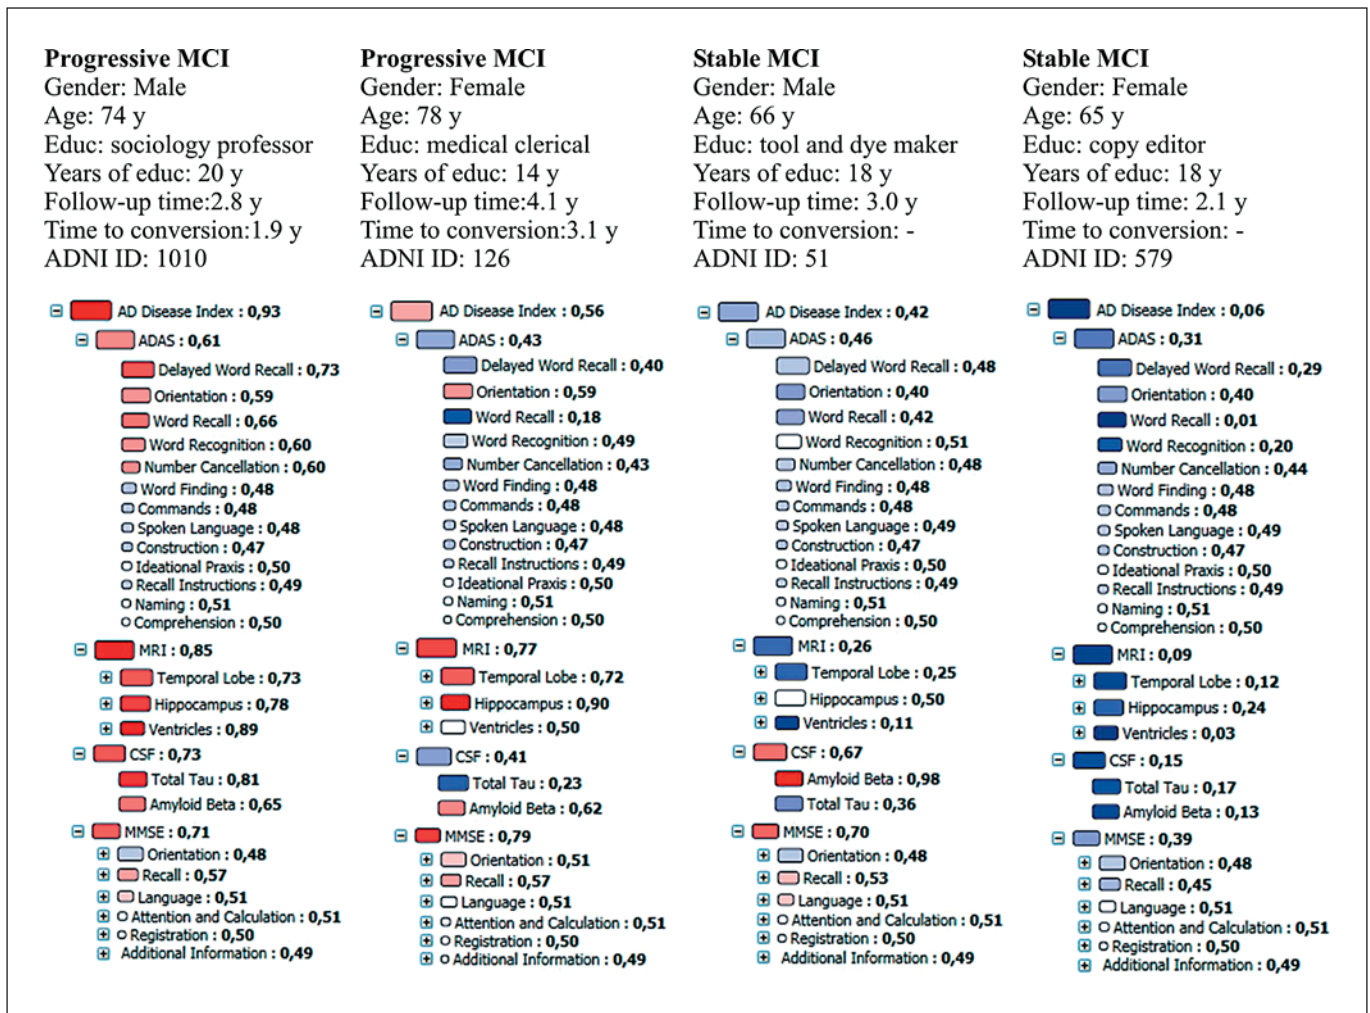 Progressive MCI
Gender: Male
Age: 74 y
Educ: sociology professor
Years of educ: 20 y
Follow-up time:2.8 y
Time to conversion:1.9 y
ADNI ID: 1010
AD Disease Index : 0,93
ADAS : 0,61
Delayed Word Recall : 0,73
Orientation : 0,59
Word Recall : 0,66
Word Recognition : 0,60
Number Cancellation : 0,60
Word Finding : 0,48
Commands : 0,48
Spoken Language : 0,48
Construction : 0,47
Ideational Praxis : 0,50
Recall Instructions : 0,49
Naming : 0,51
Comprehension : 0,50
MRI : 0,85
Temporal Lobe : 0,73
Hippocampus : 0,78
Ventricles : 0,89
CSF : 0,73
Total Tau : 0,81
Amyloid Beta : 0,65
MMSE : 0,71
Orientation : 0,48
Recall : 0,57
Language : 0,51
Attention and Calculation : 0,51
Registration : 0,50
Additional Information : 0,49
Progressive MCI
Gender: Female
Age: 78 y
Educ: medical clerical
Years of educ: 14 y
Follow-up time:4.1 y
Time to conversion:3.1 y
ADNI ID: 126
AD Disease Index : 0,56
ADAS : 0,43
Delayed Word Recall : 0,40
Orientation : 0,59
Word Recall : 0,18
Word Recognition : 0,49
Number Cancellation : 0,43
Word Finding : 0,48
Commands : 0,48
Spoken Language : 0,48
Construction : 0,47
Recall Instructions : 0,49
Ideational Praxis : 0,50
Naming : 0,51
Comprehension : 0,50
MRI : 0,77
Temporal Lobe : 0,72
Hippocampus : 0,90
Ventricles : 0,50
CSF : 0,41
Total Tau : 0,23
Amyloid Beta : 0,62
MMSE : 0,79
Orientation : 0,51
Recall : 0,57
Language : 0,51
Attention and Calculation : 0,51
Registration : 0,50
Additional Information : 0,49
Stable MCI
Gender: Male
Age: 66 y
Educ: tool and dye maker
Years of educ: 18 y
Follow-up time: 3.0 y
Time to conversion: -
ADNI ID: 51
AD Disease Index : 0,42
ADAS : 0,46
Delayed Word Recall : 0,48
Orientation : 0,40
Word Recall : 0,42
Word Recognition : 0,51
Number Cancellation : 0,48
Word Finding : 0,48
Commands : 0,48
Spoken Language : 0,49
Construction : 0,47
Ideational Praxis : 0,50
Recall Instructions : 0,49
Naming : 0,51
Comprehension : 0,50
MRI : 0,26
Temporal Lobe : 0,25
Hippocampus : 0,50
Ventricles : 0,11
CSF : 0,67
Amyloid Beta : 0,98
Total Tau : 0,36
MMSE : 0,70
Orientation : 0,48
Recall : 0,53
Language : 0,51
Attention and Calculation : 0,51
Registration : 0,50
Additional Information : 0,49
Stable MCI
Gender: Female
Age: 65 y
Educ: copy editor
Years of educ: 18 y
Follow-up time: 2.1 y
Time to conversion: -
ADNI ID: 579
AD Disease Index : 0,06
ADAS : 0,31
Delayed Word Recall : 0,29
Orientation : 0,40
Word Recall : 0,01
Word Recognition : 0,20
Number Cancellation : 0,44
Word Finding : 0,48
Commands : 0,48
Spoken Language : 0,49
Construction : 0,47
Ideational Praxis : 0,50
Recall Instructions : 0,49
Naming : 0,51
Comprehension : 0,50
MRI : 0,09
Temporal Lobe : 0,12
Hippocampus : 0,24
Ventricles : 0,03
CSF : 0,15
Total Tau : 0,17
Amyloid Beta : 0,13
MMSE : 0,39
Orientation : 0,48
Recall : 0,45
Language : 0,51
Attention and Calculation : 0,51
Registration : 0,50
Additional Information : 0,49